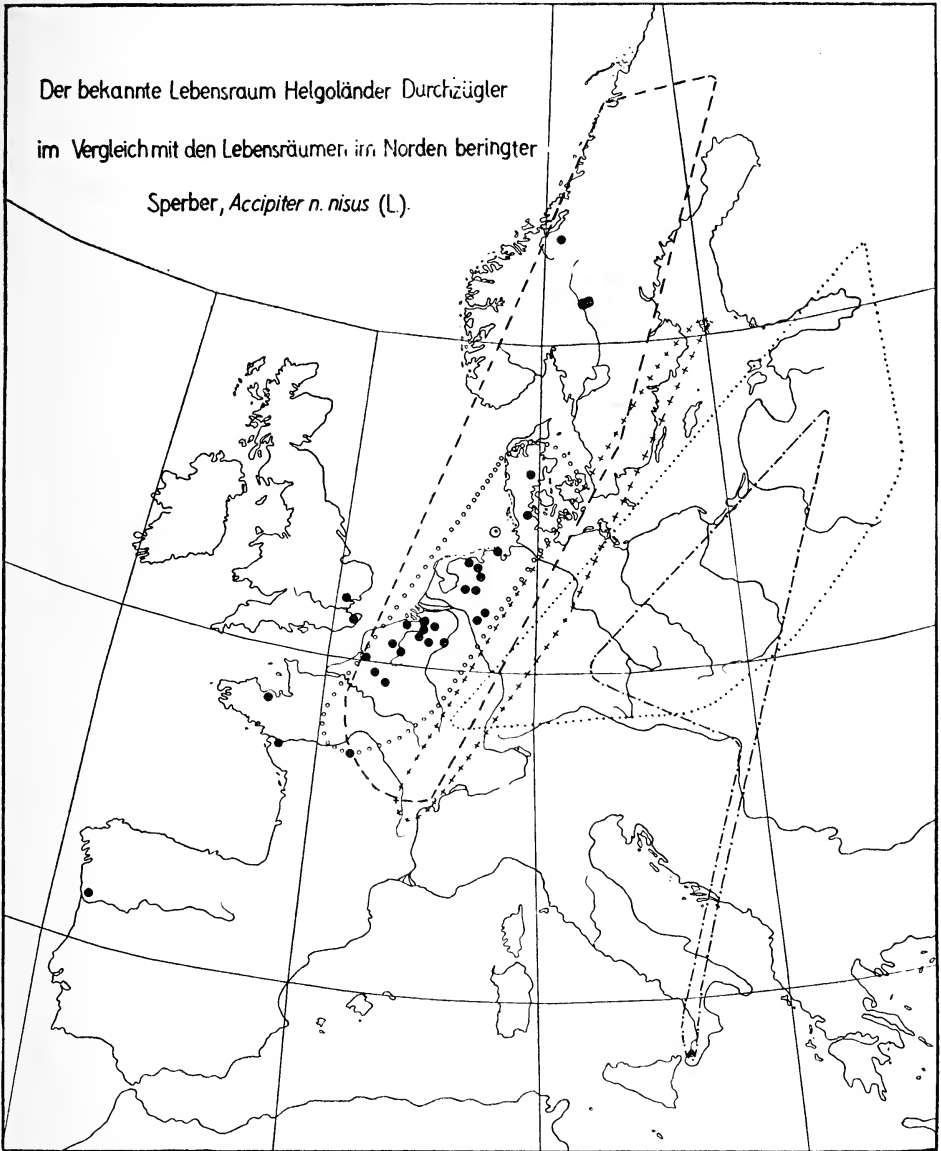 Der bekannte Lebensraum Helgoländer Durchzügler
im Vergleich mit den Lebensräumen im Norden beringter
Sperber, Accipiter n. nisus (L.).